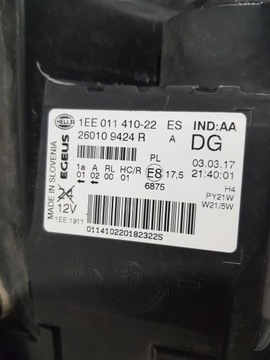 HELLA
1EE 011 410-22 ES IND:AA
26010 9424 R A DG
MADE IN SLOVENIA
EGEUS
PL
03.03.17
1a A RL HC/R
01 02 00 01
E8 17.5
21:40:01
6875
H4
PY21W
W21/5W
12V
1EE 1911
0114102201823225